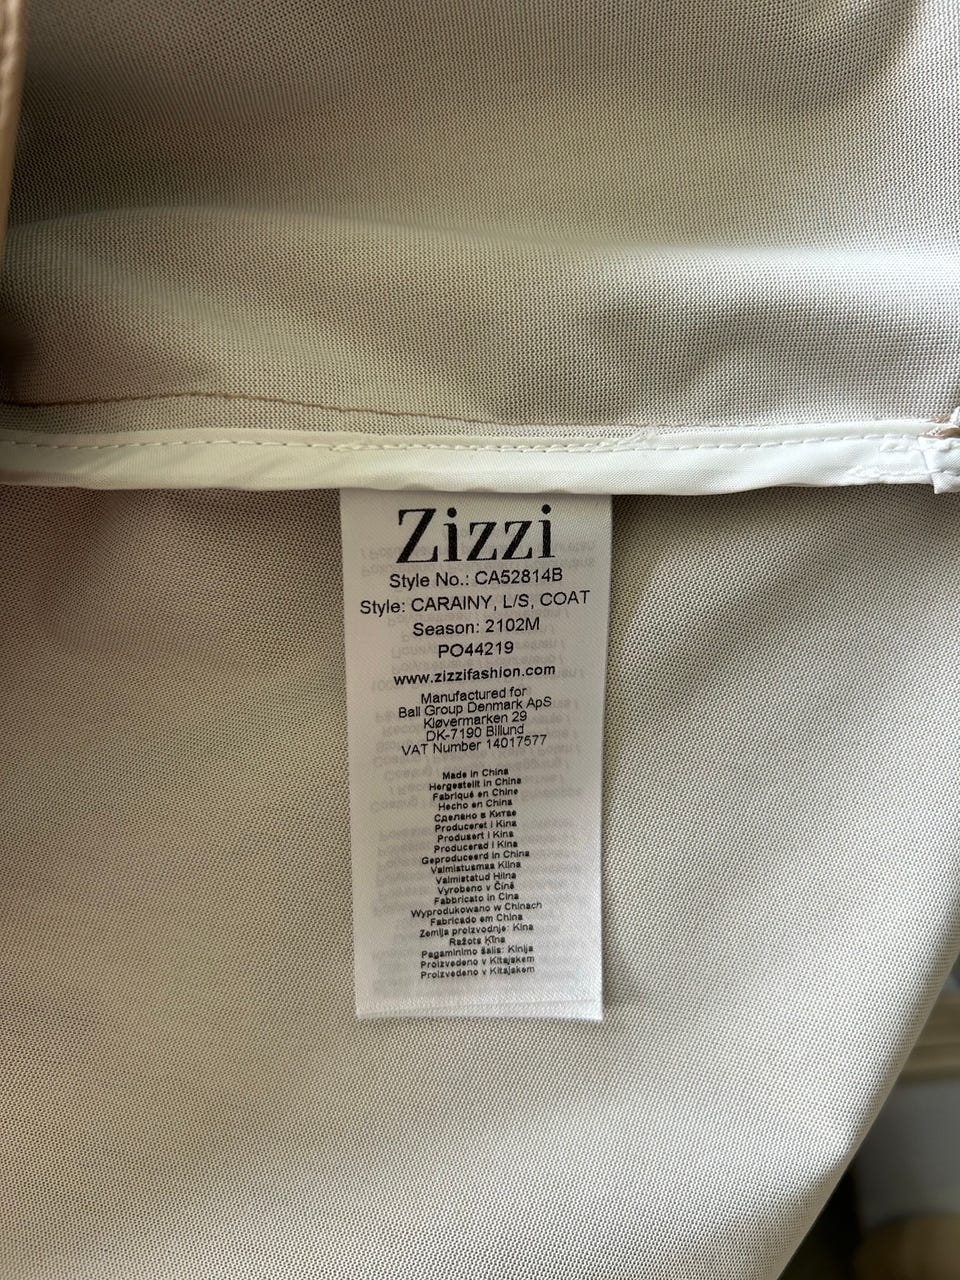 Zizzi
Style No.: CA52814B
Style: CARAINY, L/S, COAT
Season: 2102M
PO44219
www.zizzifashion.com
Manufactured for
Ball Group Denmark ApS
Kløvermarken 29
DK-7190 Billund
VAT Number 14017577
Made in China
Hergestellt in China
Fabriqué en Chine
Hecho en China
Сделано в Китае
Produceret i Kina
Produsert i Kina
Producerad i Kina
Geproduceerd in China
Valmistusmaa Kiina
Valmistatud Hiina
Vyrobeno v Číně
Fabbricato in Cina
Wyprodukowano w Chinach
Fabricado em China
Zemlja proizvodnje: Kina
Ražots Ķīna
Pagaminimo šalis: Kinija
Proizvedeno v Kitajskem
Proizvedeno v Kitajskem